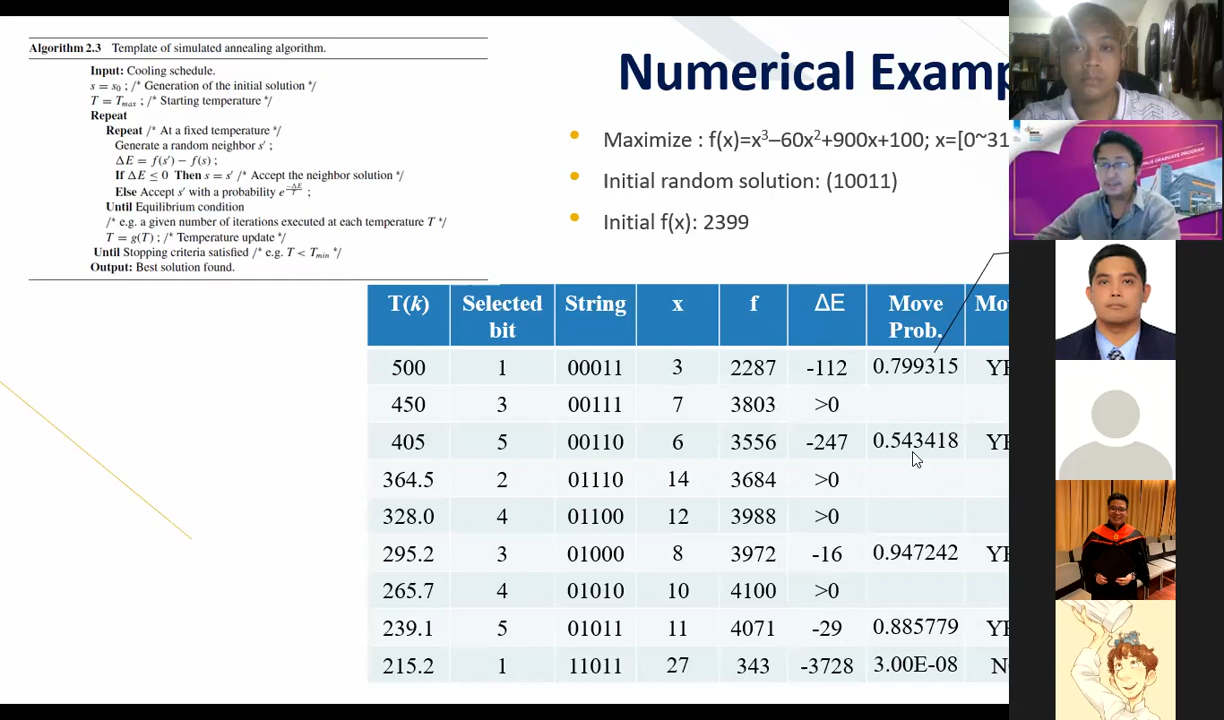 Algorithm 2.3 Template of simulated annealing algorithm.
Input: Cooling schedule.
s = s0 ; /* Generation of the initial solution */
T = Tmax ; /* Starting temperature */
Repeat
Repeat /* At a fixed temperature */
Generate a random neighbor s′ ;
ΔE = f(s′) − f(s) ;
If ΔE ≤ 0 Then s = s′ /* Accept the neighbor solution */
Else Accept s′ with a probability e^(−ΔE/T) ;
Until Equilibrium condition
/* e.g. a given number of iterations executed at each temperature T */
T = g(T) ; /* Temperature update */
Until Stopping criteria satisfied /* e.g. T < Tmin */
Output: Best solution found.
Numerical Examp
• Maximize : f(x)=x³–60x²+900x+100; x=[0~31
• Initial random solution: (10011)
• Initial f(x): 2399
T(k) Selected bit String x f ΔE Move Prob. Mo
500 1 00011 3 2287 -112 0.799315 YE
450 3 00111 7 3803 >0
405 5 00110 6 3556 -247 0.543418 YE
364.5 2 01110 14 3684 >0
328.0 4 01100 12 3988 >0
295.2 3 01000 8 3972 -16 0.947242 YE
265.7 4 01010 10 4100 >0
239.1 5 01011 11 4071 -29 0.885779 YE
215.2 1 11011 27 343 -3728 3.00E-08 N
GRADUATE PROGRAM